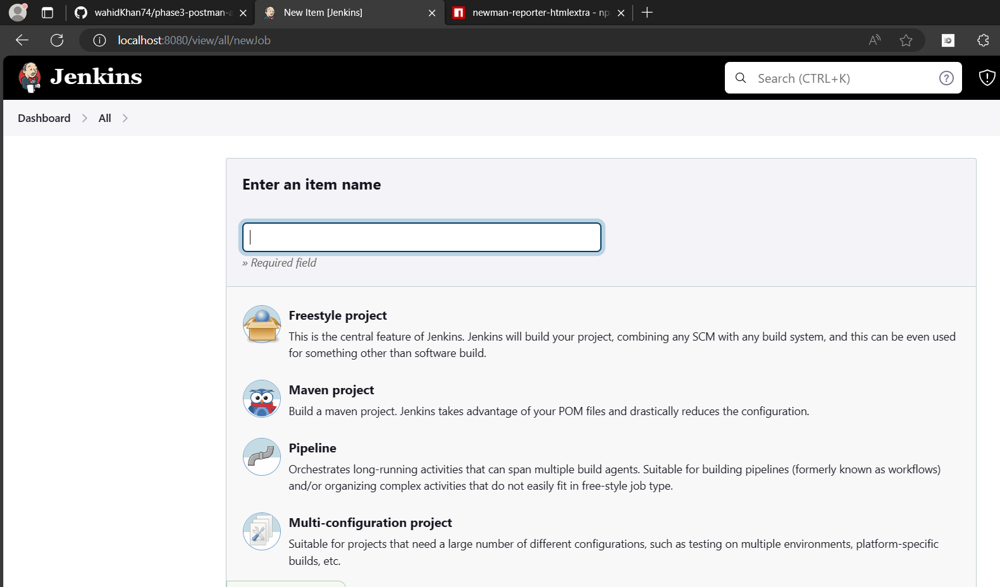 wahidKhan74/phase3-postman-a
New Item [Jenkins]
newman-reporter-htmlextra - np
localhost:8080/view/all/newJob
Jenkins
Search (CTRL+K)
Dashboard
All
Enter an item name
» Required field
Freestyle project
This is the central feature of Jenkins. Jenkins will build your project, combining any SCM with any build system, and this can be even used
for something other than software build.
Maven project
Build a maven project. Jenkins takes advantage of your POM files and drastically reduces the configuration.
Pipeline
Orchestrates long-running activities that can span multiple build agents. Suitable for building pipelines (formerly known as workflows)
and/or organizing complex activities that do not easily fit in free-style job type.
Multi-configuration project
Suitable for projects that need a large number of different configurations, such as testing on multiple environments, platform-specific
builds, etc.